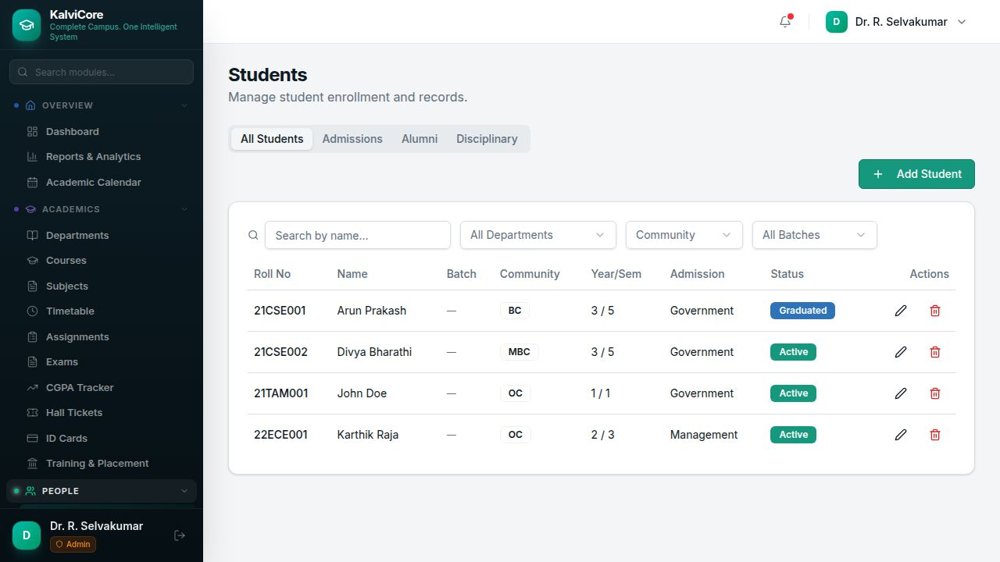 KalviCore
Complete Campus. One Intelligent
System
Search modules...
OVERVIEW
Dashboard
Reports & Analytics
Academic Calendar
ACADEMICS
Departments
Courses
Subjects
Timetable
Assignments
Exams
CGPA Tracker
Hall Tickets
ID Cards
Training & Placement
PEOPLE
D
Dr. R. Selvakumar
Admin
D Dr. R. Selvakumar
Students
Manage student enrollment and records.
All Students Admissions Alumni Disciplinary
Add Student
Search by name... All Departments Community All Batches
Roll No Name Batch Community Year/Sem Admission Status Actions
21CSE001 Arun Prakash — BC 3 / 5 Government Graduated
21CSE002 Divya Bharathi — MBC 3 / 5 Government Active
21TAM001 John Doe — OC 1 / 1 Government Active
22ECE001 Karthik Raja — OC 2 / 3 Management Active